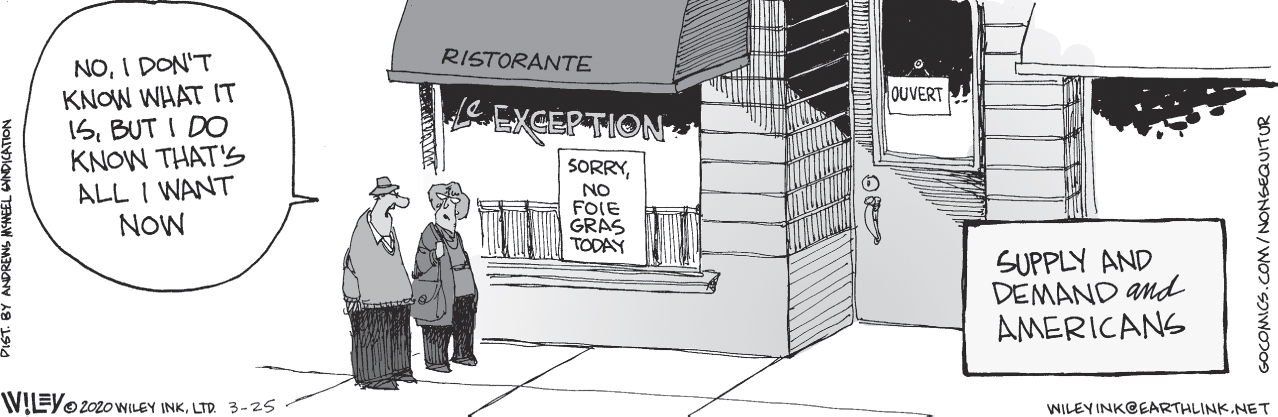 NO, I DON'T
KNOW WHAT IT
IS, BUT I DO
KNOW THAT'S
ALL I WANT
NOW
RISTORANTE
Le EXCEPTION
SORRY,
NO
FOIE
GRAS
TODAY
OUVERT
SUPPLY AND
DEMAND and
AMERICANS
DIST. BY ANDREWS McMEEL SYNDICATION
WILEY © 2020 WILEY INK, LTD. 3-25
WILEYINK@EARTHLINK.NET
GOCOMICS.COM/NONSEQUITUR